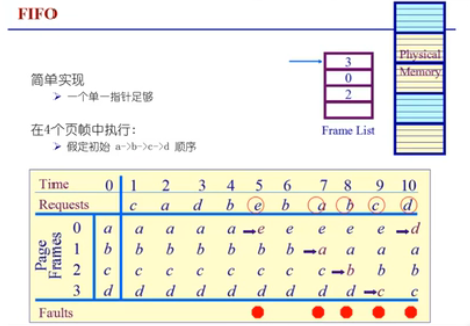 FIFO
Physical
Memory
简单实现
➢ 一个单一指针足够
3
0
2
Frame List
在4个页帧中执行：
➢ 假定初始 a->b->c->d 顺序
Time 0 1 2 3 4 5 6 7 8 9 10
Requests c a d b e b a b c d
Page Frames
0 a a a a a →e e e e e →d
1 b b b b b b b →a a a a
2 c c c c c c c c →b b b
3 d d d d d d d d d →c c
Faults